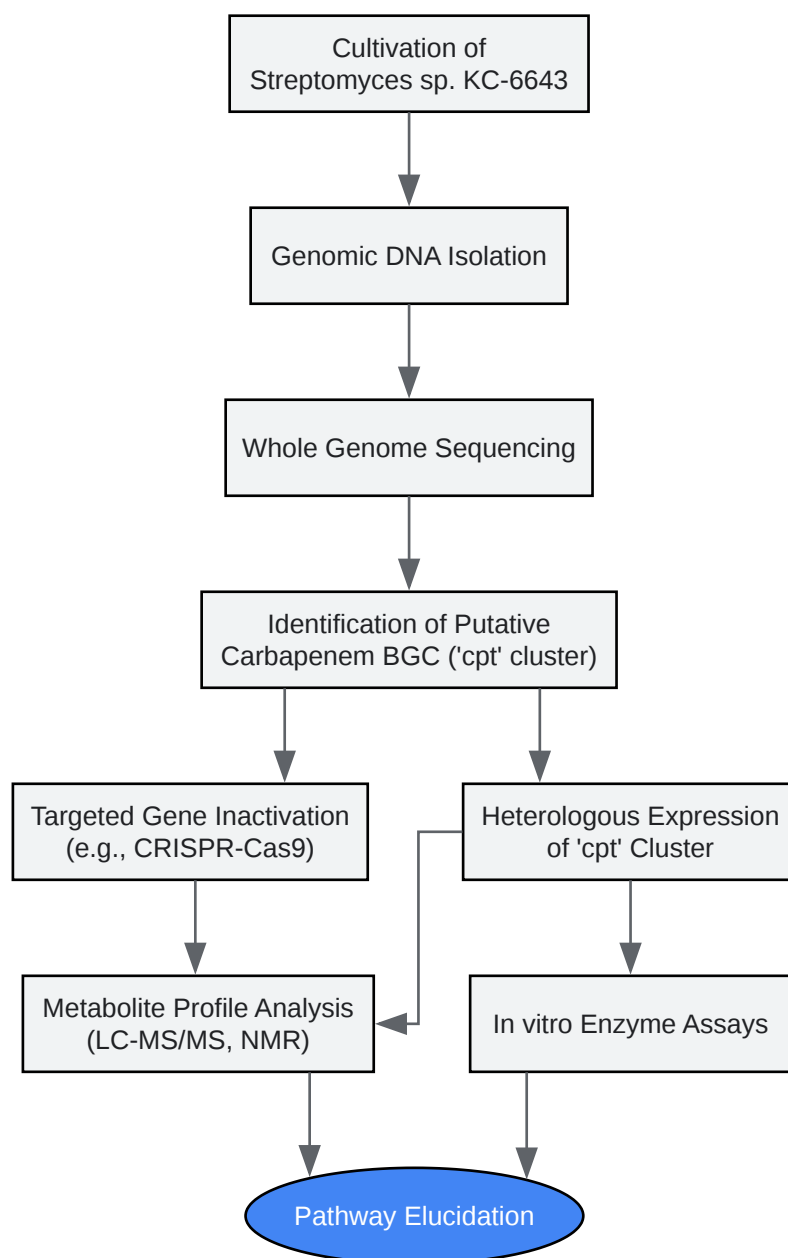 Cultivation of
Streptomyces sp. KC-6643
Genomic DNA Isolation
Whole Genome Sequencing
Identification of Putative
Carbapenem BGC ('cpt' cluster)
Targeted Gene Inactivation
(e.g., CRISPR-Cas9)
Heterologous Expression
of 'cpt' Cluster
Metabolite Profile Analysis
(LC-MS/MS, NMR)
In vitro Enzyme Assays
Pathway Elucidation